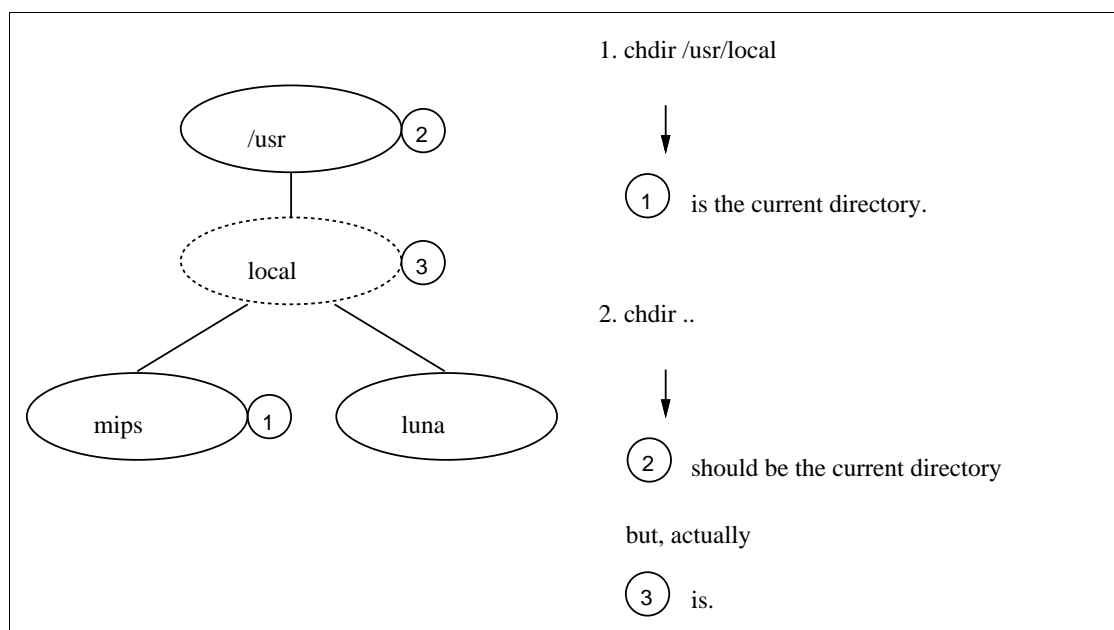 /usr
2
local
3
mips
1
luna
1. chdir /usr/local
1 is the current directory.
2. chdir ..
2 should be the current directory
but, actually
3 is.